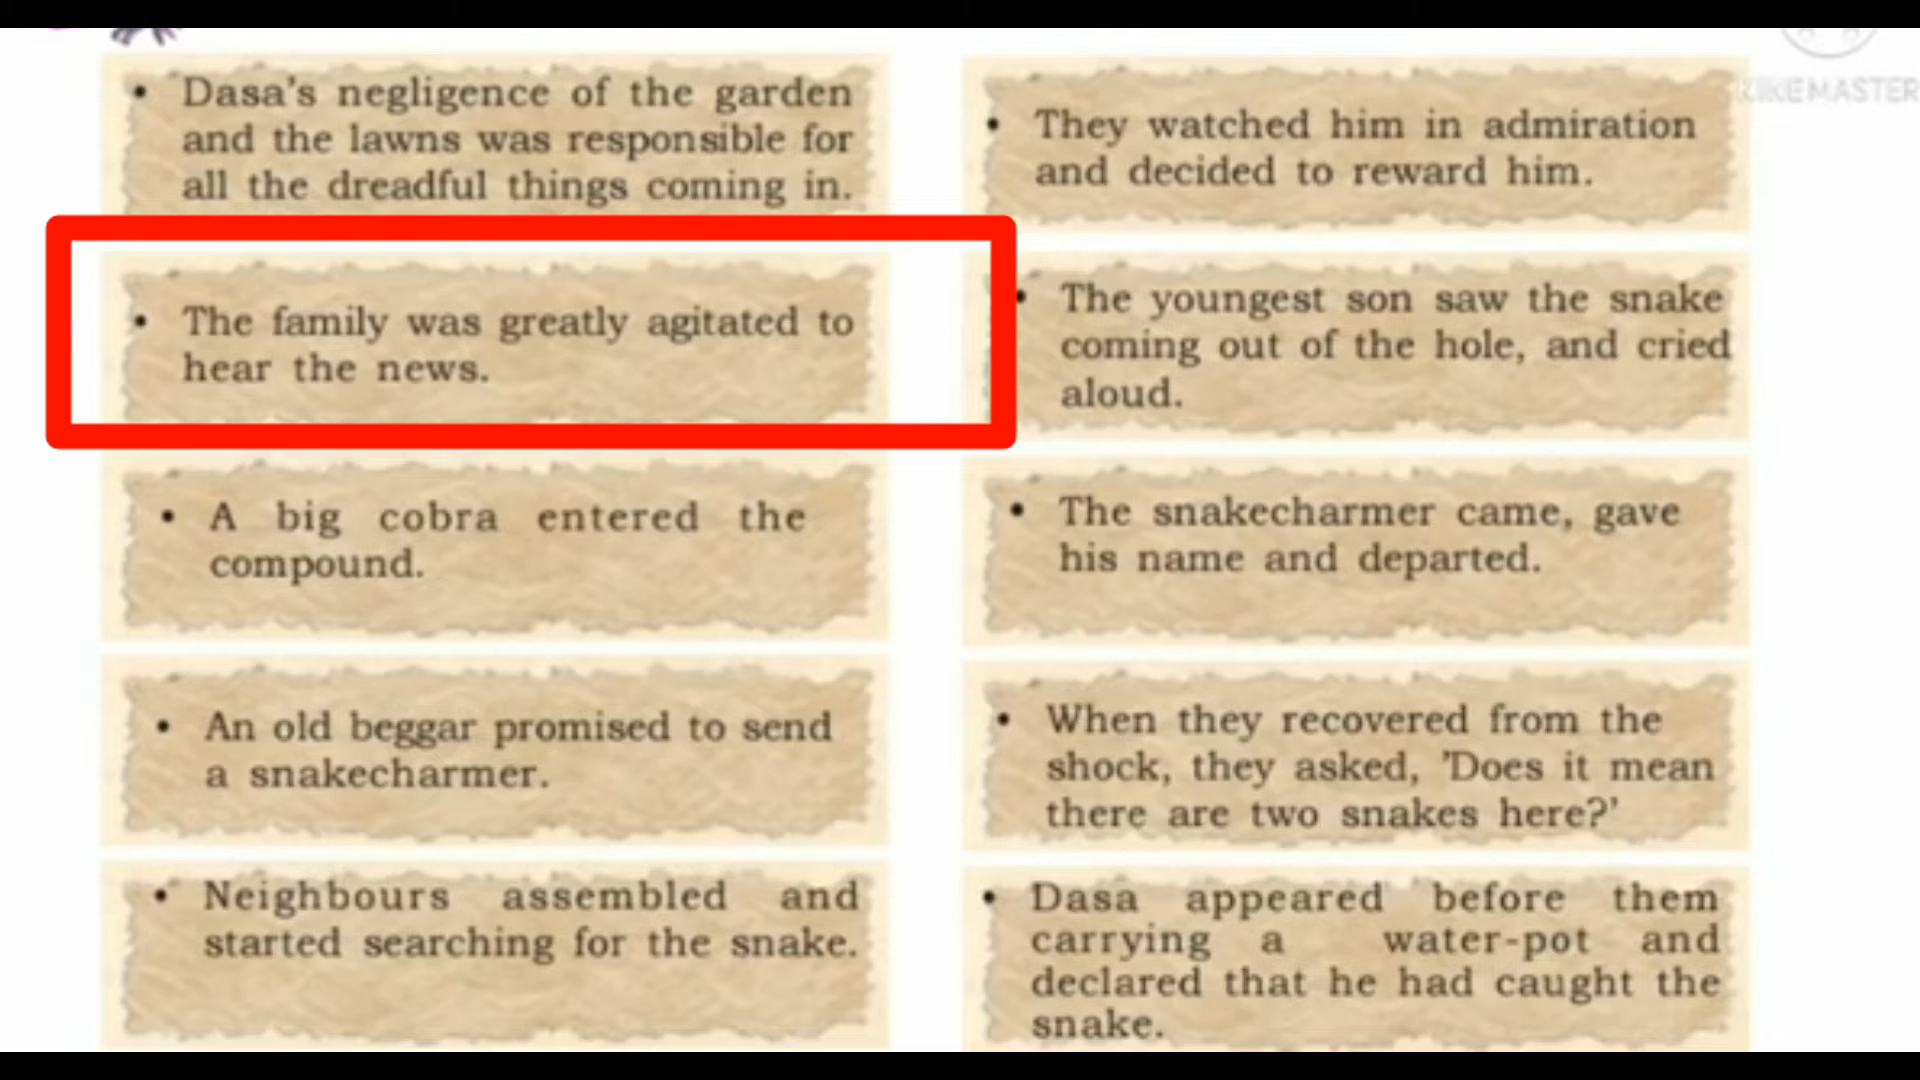 • Dasa's negligence of the garden
and the lawns was responsible for
all the dreadful things coming in.
• The family was greatly agitated to
hear the news.
• A big cobra entered the
compound.
• An old beggar promised to send
a snakecharmer.
• Neighbours assembled and
started searching for the snake.
KINEMASTER
• They watched him in admiration
and decided to reward him.
• The youngest son saw the snake
coming out of the hole, and cried
aloud.
• The snakecharmer came, gave
his name and departed.
• When they recovered from the
shock, they asked, 'Does it mean
there are two snakes here?'
• Dasa appeared before them
carrying a water-pot and
declared that he had caught the
snake.